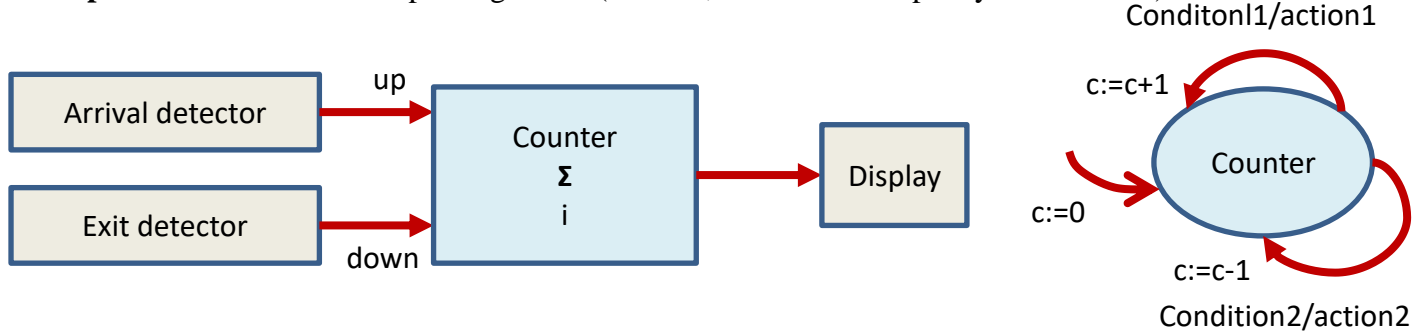 Conditonl1/action1
up
Arrival detector
c:=c+1
Counter
Σ
i
Display
Counter
Exit detector
c:=0
down
c:=c-1
Condition2/action2